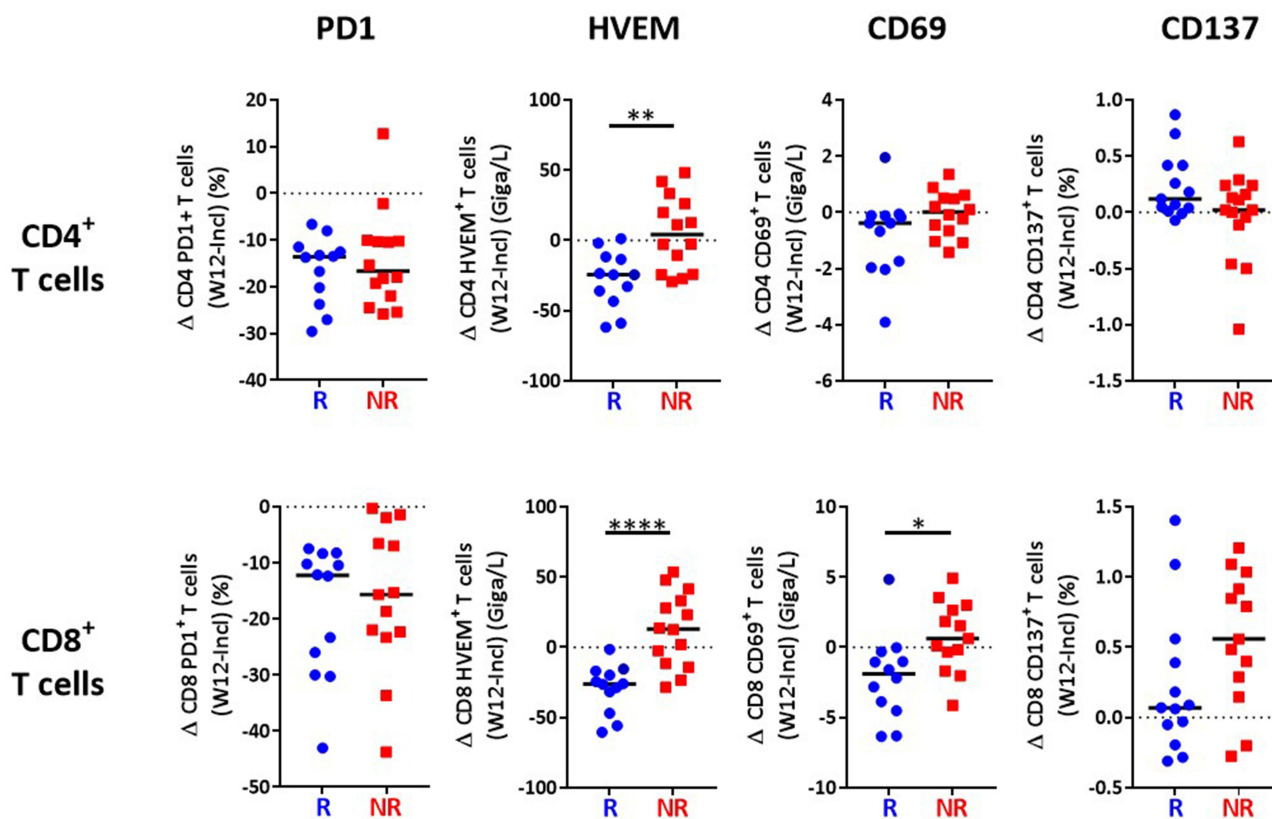 PD1 HVEM CD69 CD137
CD4+
T cells
Δ CD4 PD1+ T cells
(W12-Incl) (%)
20
10
0
-10
-20
-30
-40
R NR
Δ CD4 HVEM+ T cells
(W12-Incl) (Giga/L)
100
50
0
-50
-100
**
R NR
Δ CD4 CD69+ T cells
(W12-Incl) (Giga/L)
4
2
0
-2
-4
-6
R NR
Δ CD4 CD137+ T cells
(W12-Incl) (%)
1.0
0.5
0.0
-0.5
-1.0
-1.5
R NR
CD8+
T cells
Δ CD8 PD1+ T cells
(W12-Incl) (%)
0
-10
-20
-30
-40
-50
R NR
Δ CD8 HVEM+ T cells
(W12-Incl) (Giga/L)
100
50
0
-50
-100
****
R NR
Δ CD8 CD69+ T cells
(W12-Incl) (Giga/L)
10
5
0
-5
-10
*
R NR
Δ CD8 CD137+ T cells
(W12-Incl) (%)
1.5
1.0
0.5
0.0
-0.5
R NR